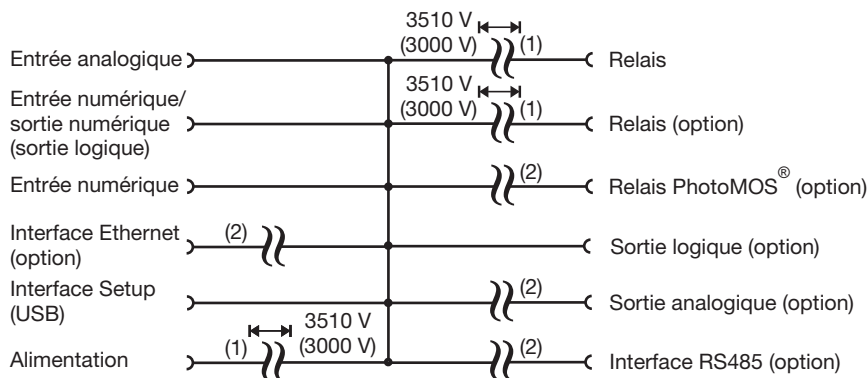 3510 V
(3000 V) (1)
Entrée analogique Relais
3510 V
(3000 V) (1)
Entrée numérique/
sortie numérique
(sortie logique)
Relais (option)
Entrée numérique (2) Relais PhotoMOS® (option)
Interface Ethernet
(option)
(2)
Sortie logique (option)
Interface Setup
(USB)
(2)
Sortie analogique (option)
3510 V
(3000 V)
Alimentation (1) (2) Interface RS485 (option)